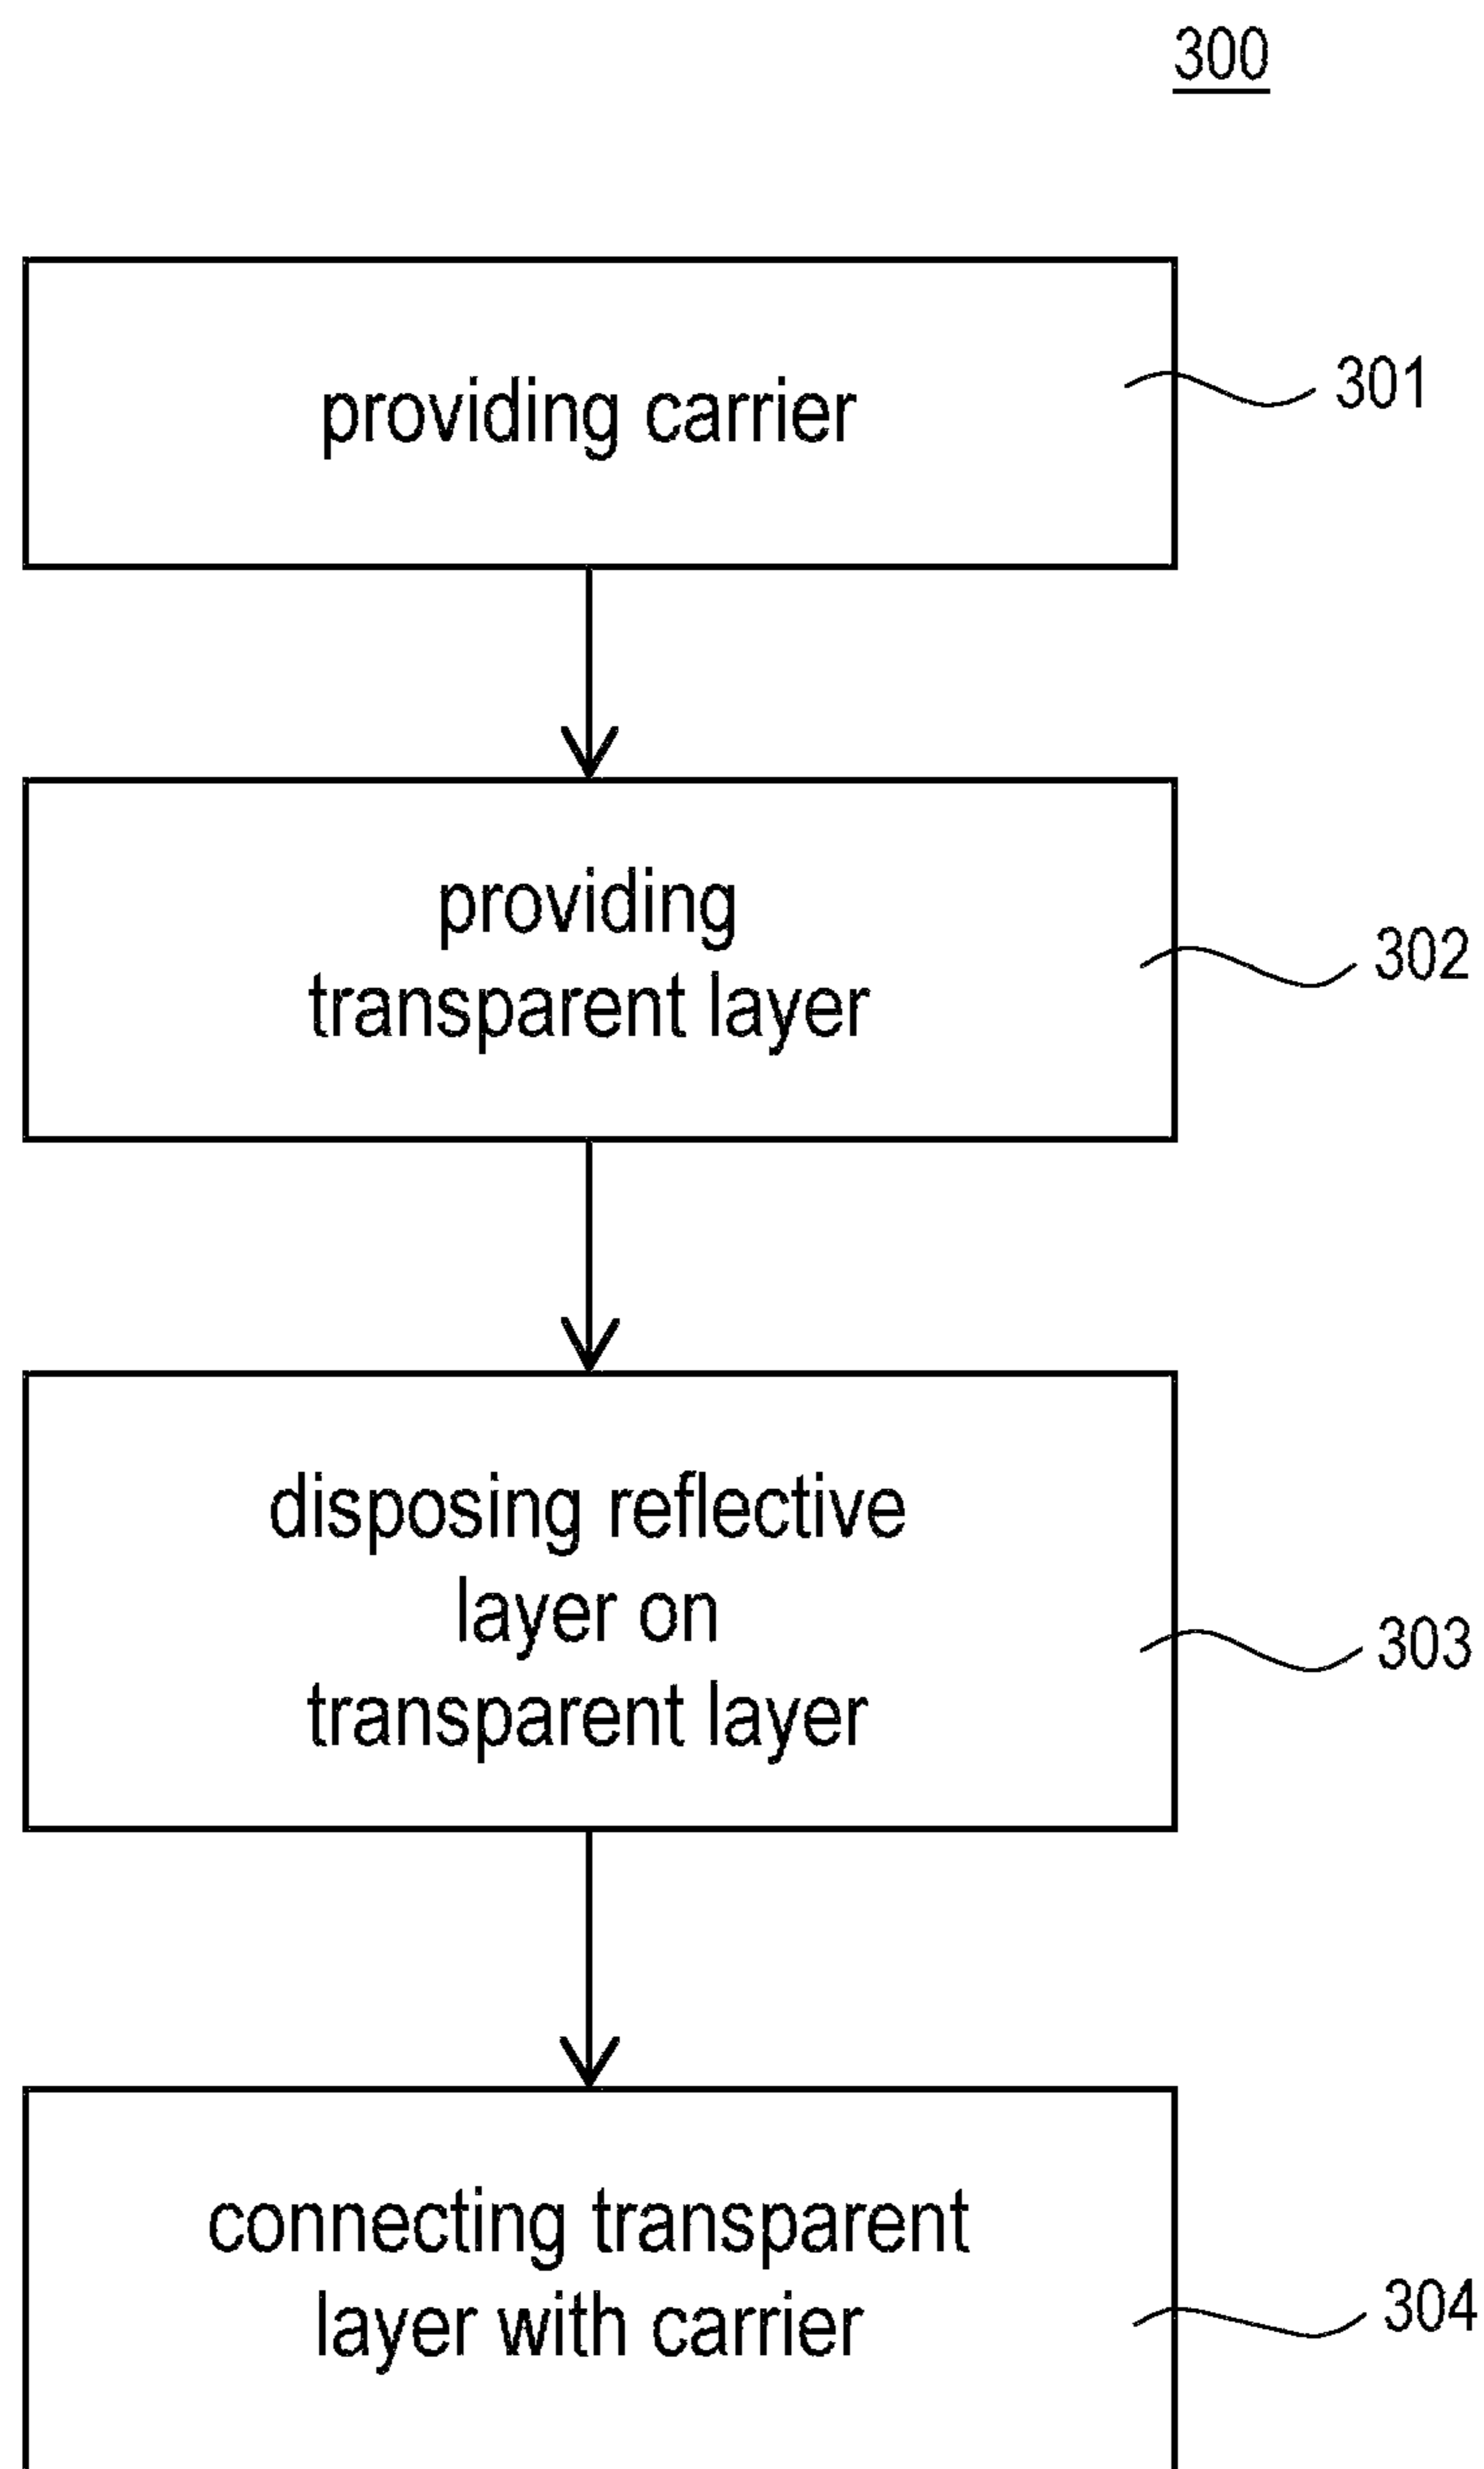 300
providing carrier
301
providing
transparent layer
302
disposing reflective
layer on
transparent layer
303
connecting transparent
layer with carrier
304